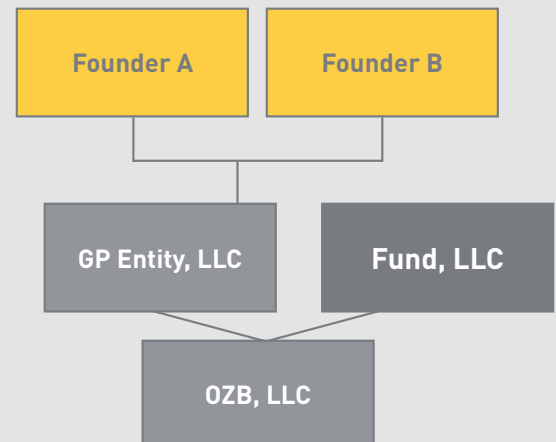 Founder A
Founder B
GP Entity, LLC
Fund, LLC
OZB, LLC